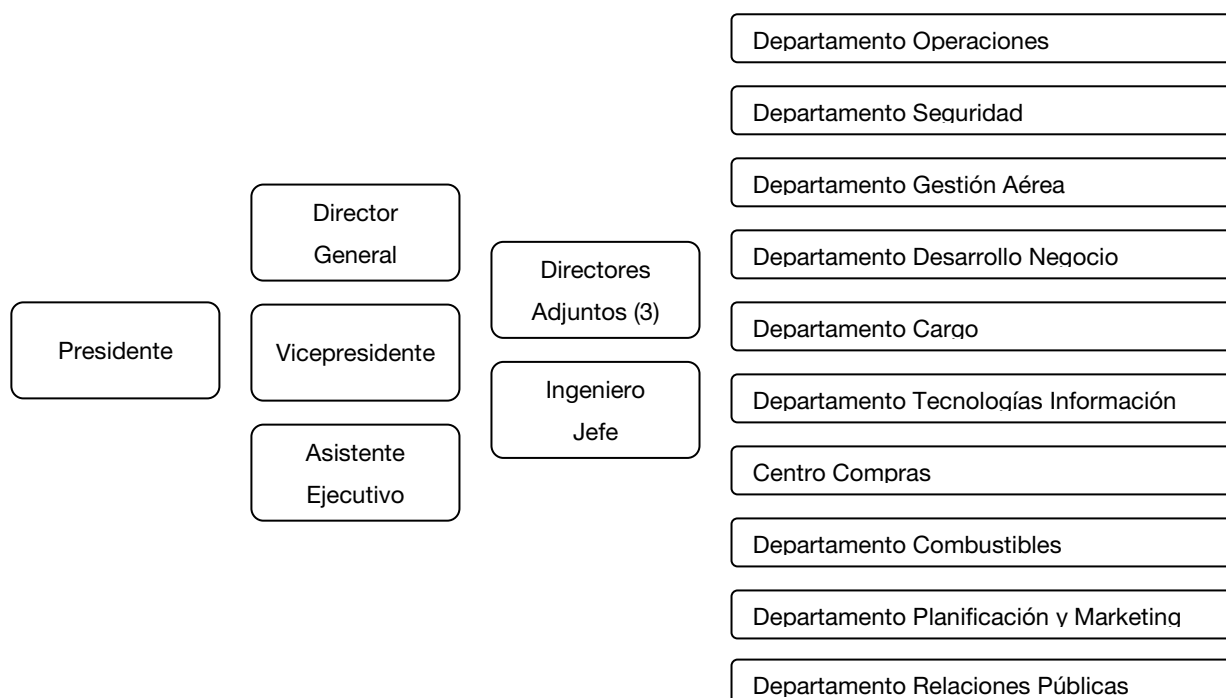 Presidente
Director
General
Vicepresidente
Asistente
Ejecutivo
Directores
Adjuntos (3)
Ingeniero
Jefe
Departamento Operaciones
Departamento Seguridad
Departamento Gestión Aérea
Departamento Desarrollo Negocio
Departamento Cargo
Departamento Tecnologías Información
Centro Compras
Departamento Combustibles
Departamento Planificación y Marketing
Departamento Relaciones Públicas